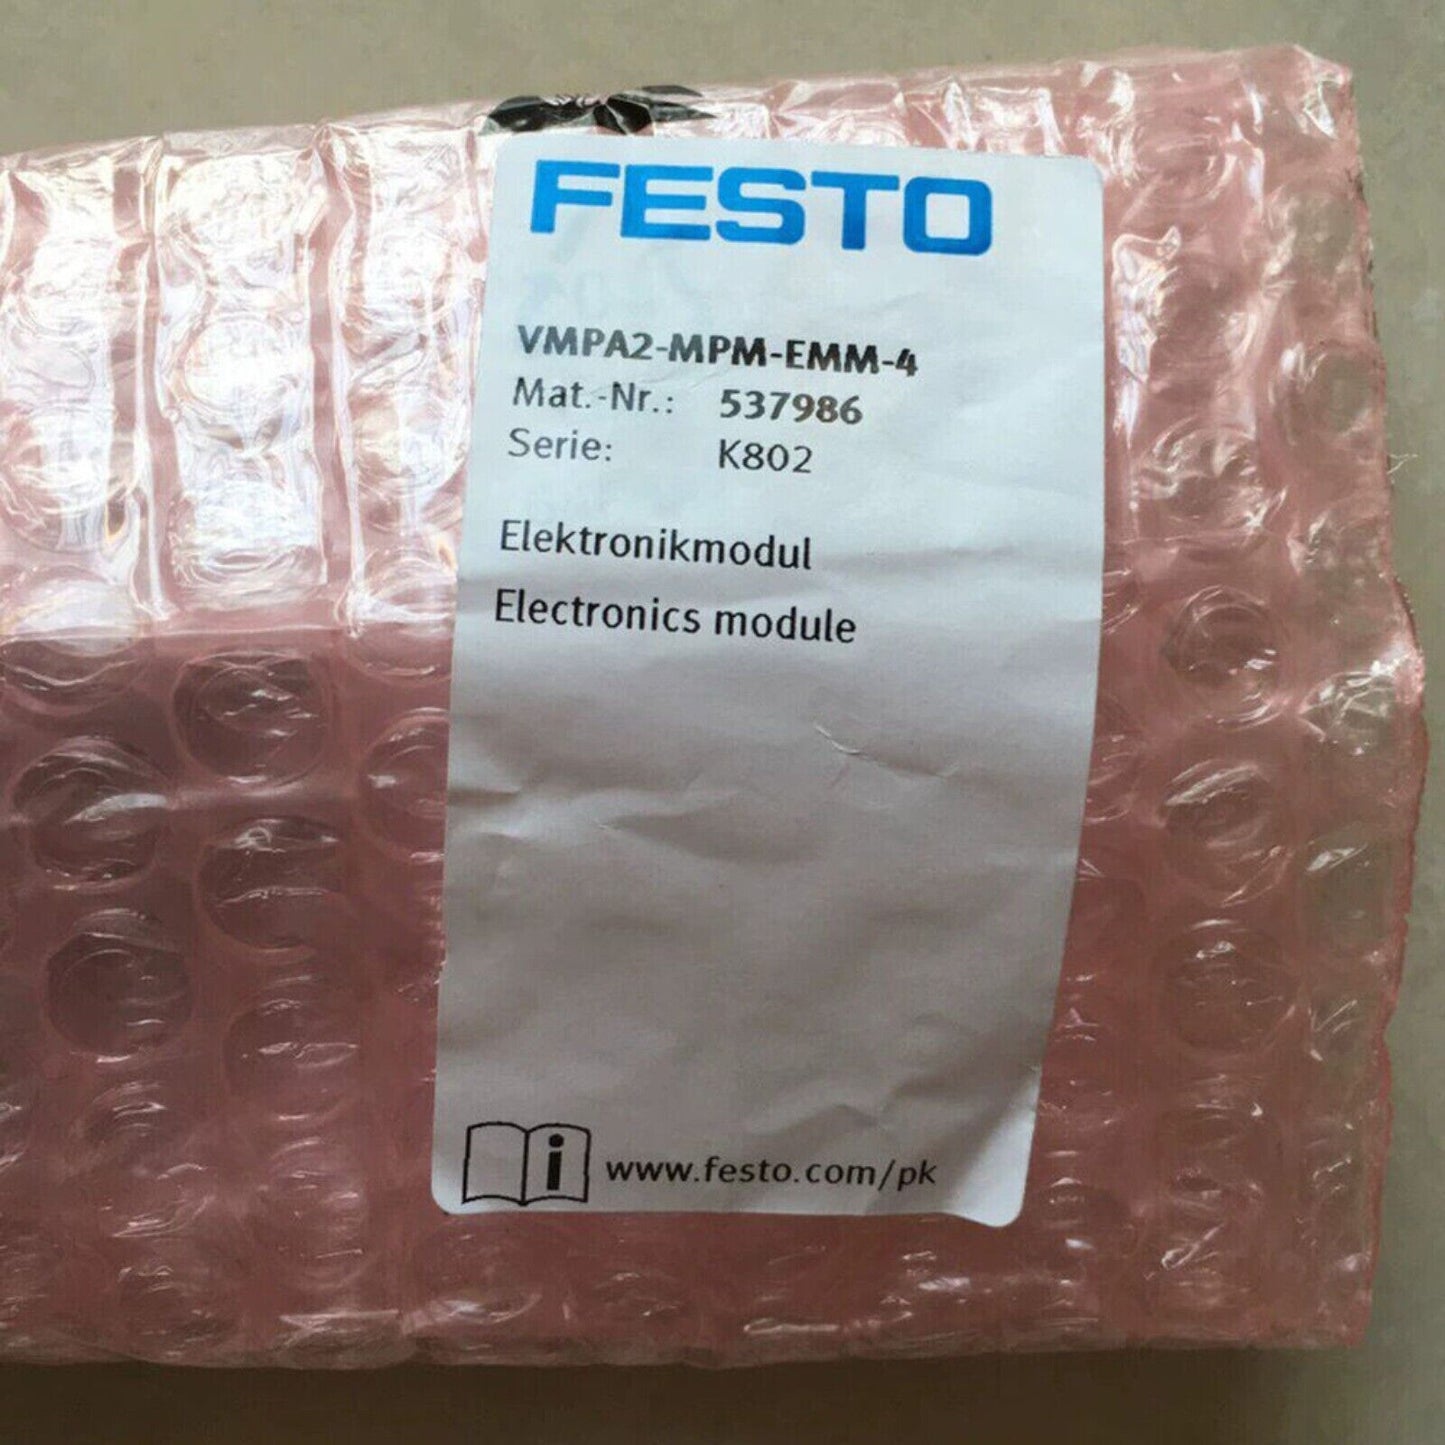 FESTO
VMPA2-MPM-EMM-4
Mat.-Nr.: 537986
Serie: K802
Elektronikmodul
Electronics module
i www.festo.com/pk